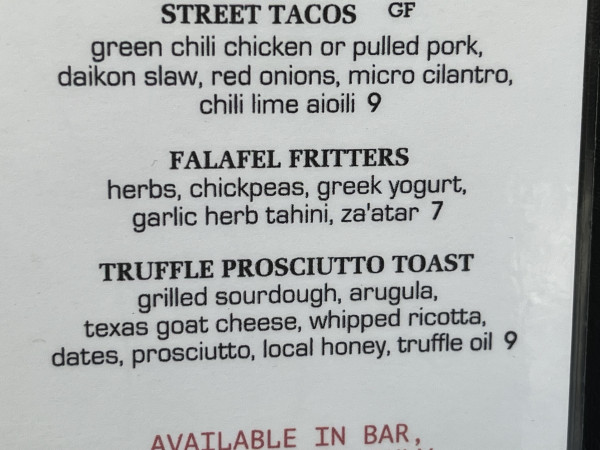 STREET TACOS GF
green chili chicken or pulled pork,
daikon slaw, red onions, micro cilantro,
chili lime aioili 9
FALAFEL FRITTERS
herbs, chickpeas, greek yogurt,
garlic herb tahini, za'atar 7
TRUFFLE PROSCIUTTO TOAST
grilled sourdough, arugula,
texas goat cheese, whipped ricotta,
dates, prosciutto, local honey, truffle oil 9
AVAILABLE IN BAR,